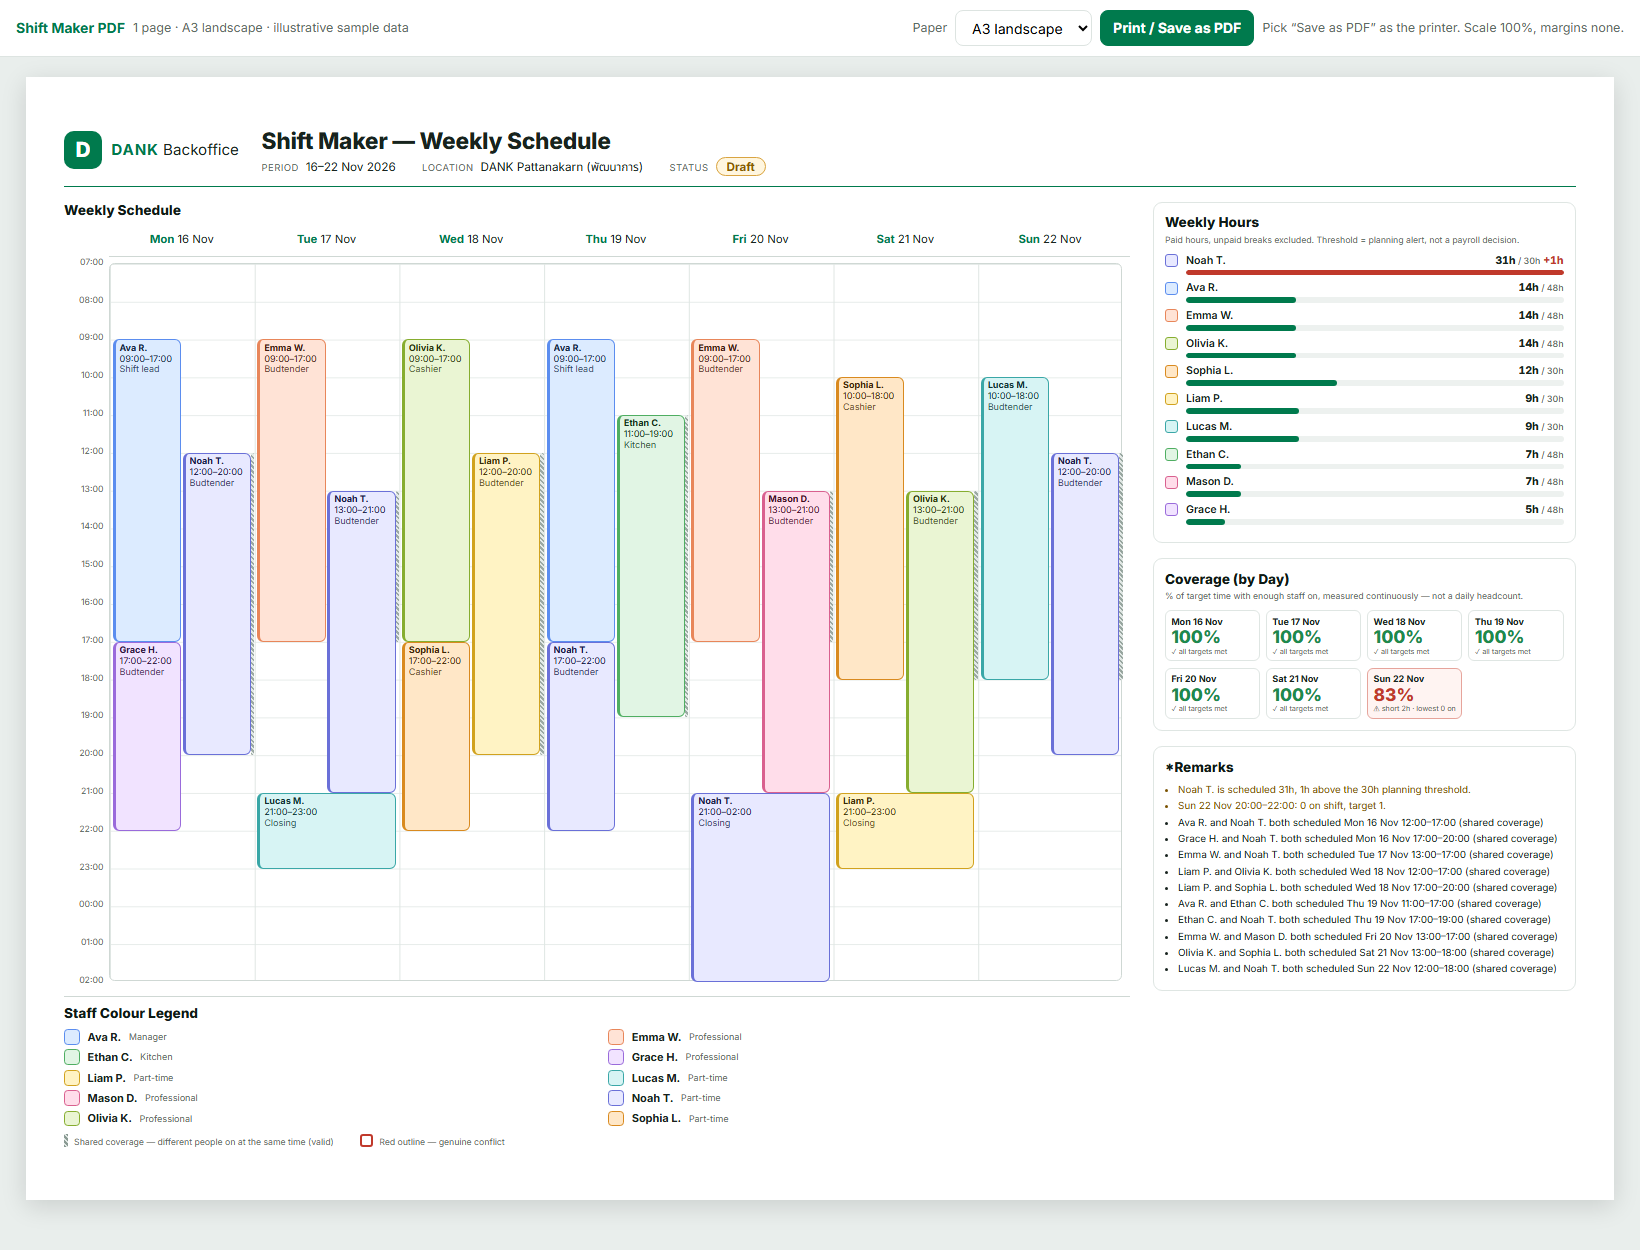 Shift Maker PDF 1 page · A3 landscape · illustrative sample data
Paper A3 landscape Print / Save as PDF Pick “Save as PDF” as the printer. Scale 100%, margins none.
D DANK Backoffice
Shift Maker — Weekly Schedule
PERIOD 16–22 Nov 2026 LOCATION DANK Pattanakarn (พัฒนาการ) STATUS Draft
Weekly Schedule
Mon 16 Nov Tue 17 Nov Wed 18 Nov Thu 19 Nov Fri 20 Nov Sat 21 Nov Sun 22 Nov
07:00
08:00
09:00
10:00
11:00
12:00
13:00
14:00
15:00
16:00
17:00
18:00
19:00
20:00
21:00
22:00
23:00
00:00
01:00
02:00
Ava R.
09:00–17:00
Shift lead
Noah T.
12:00–20:00
Budtender
Grace H.
17:00–22:00
Budtender
Emma W.
09:00–17:00
Budtender
Noah T.
13:00–21:00
Budtender
Lucas M.
21:00–23:00
Closing
Olivia K.
09:00–17:00
Cashier
Liam P.
12:00–20:00
Budtender
Sophia L.
17:00–22:00
Cashier
Ava R.
09:00–17:00
Shift lead
Ethan C.
11:00–19:00
Kitchen
Noah T.
17:00–22:00
Budtender
Emma W.
09:00–17:00
Budtender
Mason D.
13:00–21:00
Budtender
Noah T.
21:00–02:00
Closing
Sophia L.
10:00–18:00
Cashier
Olivia K.
13:00–21:00
Budtender
Liam P.
21:00–23:00
Closing
Lucas M.
10:00–18:00
Budtender
Noah T.
12:00–20:00
Budtender
Staff Colour Legend
Ava R. Manager
Emma W. Professional
Ethan C. Kitchen
Grace H. Professional
Liam P. Part-time
Lucas M. Part-time
Mason D. Professional
Noah T. Part-time
Olivia K. Professional
Sophia L. Part-time
Shared coverage — different people on at the same time (valid) Red outline — genuine conflict
Weekly Hours
Paid hours, unpaid breaks excluded. Threshold = planning alert, not a payroll decision.
Noah T. 31h / 30h +1h
Ava R. 14h / 48h
Emma W. 14h / 48h
Olivia K. 14h / 48h
Sophia L. 12h / 30h
Liam P. 9h / 30h
Lucas M. 9h / 30h
Ethan C. 7h / 48h
Mason D. 7h / 48h
Grace H. 5h / 48h
Coverage (by Day)
% of target time with enough staff on, measured continuously — not a daily headcount.
Mon 16 Nov
100%
✓ all targets met
Tue 17 Nov
100%
✓ all targets met
Wed 18 Nov
100%
✓ all targets met
Thu 19 Nov
100%
✓ all targets met
Fri 20 Nov
100%
✓ all targets met
Sat 21 Nov
100%
✓ all targets met
Sun 22 Nov
83%
⚠ short 2h · lowest 0 on
*Remarks
• Noah T. is scheduled 31h, 1h above the 30h planning threshold.
• Sun 22 Nov 20:00–22:00: 0 on shift, target 1.
• Ava R. and Noah T. both scheduled Mon 16 Nov 12:00–17:00 (shared coverage)
• Grace H. and Noah T. both scheduled Mon 16 Nov 17:00–20:00 (shared coverage)
• Emma W. and Noah T. both scheduled Tue 17 Nov 13:00–17:00 (shared coverage)
• Liam P. and Olivia K. both scheduled Wed 18 Nov 12:00–17:00 (shared coverage)
• Liam P. and Sophia L. both scheduled Wed 18 Nov 17:00–20:00 (shared coverage)
• Ava R. and Ethan C. both scheduled Thu 19 Nov 11:00–17:00 (shared coverage)
• Ethan C. and Noah T. both scheduled Thu 19 Nov 17:00–19:00 (shared coverage)
• Emma W. and Mason D. both scheduled Fri 20 Nov 13:00–17:00 (shared coverage)
• Olivia K. and Sophia L. both scheduled Sat 21 Nov 13:00–18:00 (shared coverage)
• Lucas M. and Noah T. both scheduled Sun 22 Nov 12:00–18:00 (shared coverage)